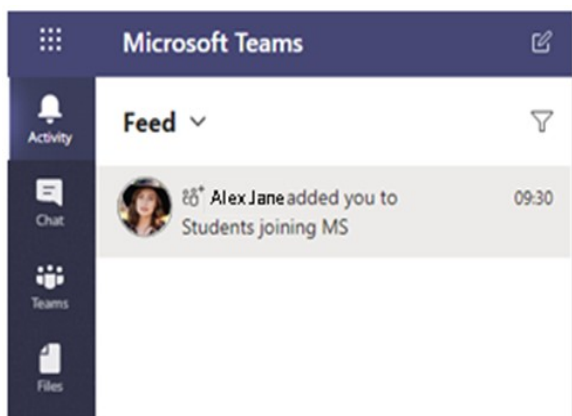 Microsoft Teams
Activity
Feed
Alex Jane added you to 09:30
Students joining MS
Chat
Teams
Files